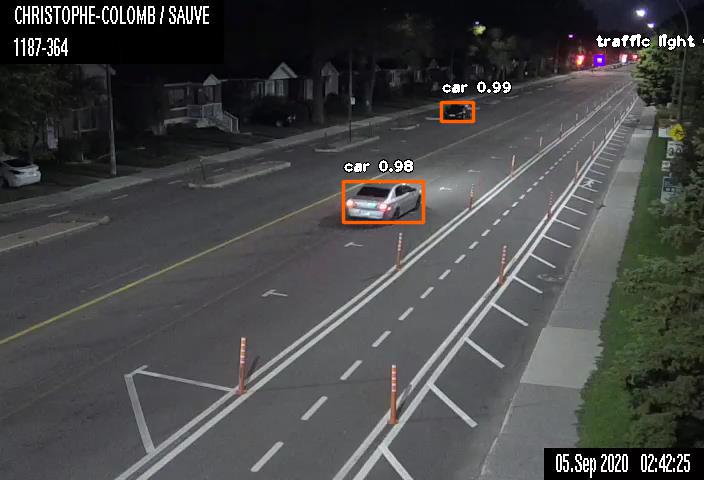 CHRISTOPHE-COLOMB / SAUVE
1187-364
traffic light
car 0.99
car 0.98
05.Sep 2020 02:42:25